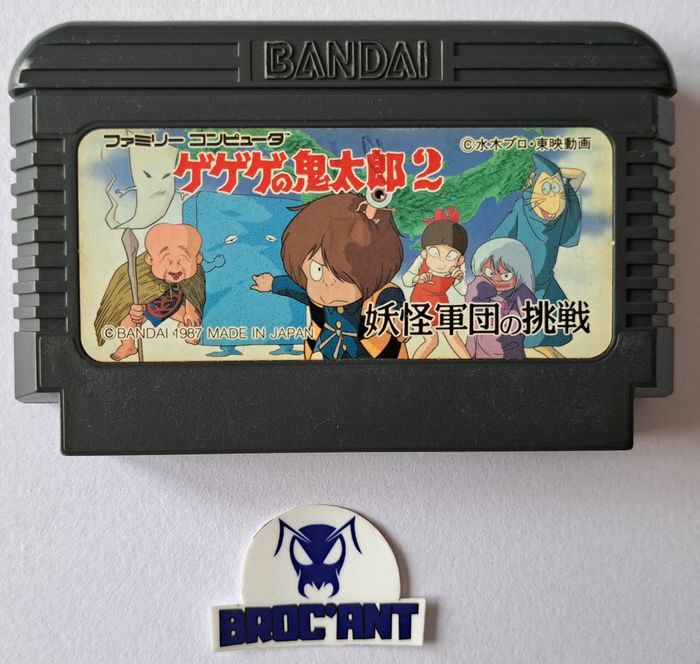 BANDAI
ファミリー コンピュータ™
©水木プロ・東映動画
ゲゲゲの鬼太郎2
妖怪軍団の挑戦
©BANDAI 1987 MADE IN JAPAN
BROC'ANT